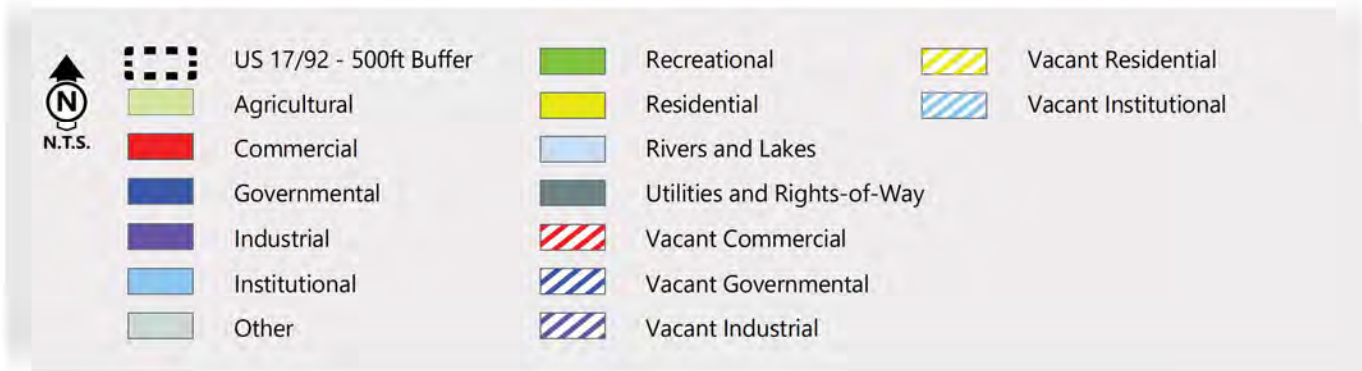 N
N.T.S.
US 17/92 - 500ft Buffer
Agricultural
Commercial
Governmental
Industrial
Institutional
Other
Recreational
Residential
Rivers and Lakes
Utilities and Rights-of-Way
Vacant Commercial
Vacant Governmental
Vacant Industrial
Vacant Residential
Vacant Institutional